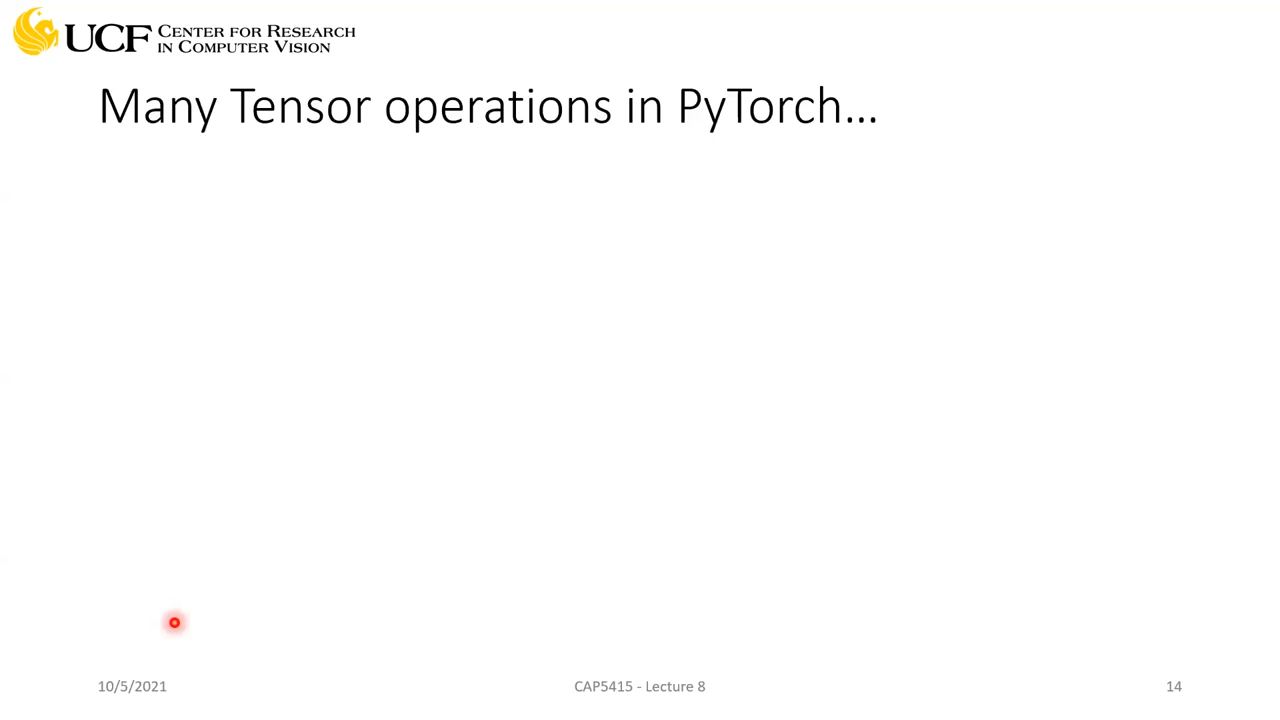 UCF CENTER FOR RESEARCH
IN COMPUTER VISION
Many Tensor operations in PyTorch...
10/5/2021 CAP5415 - Lecture 8 14